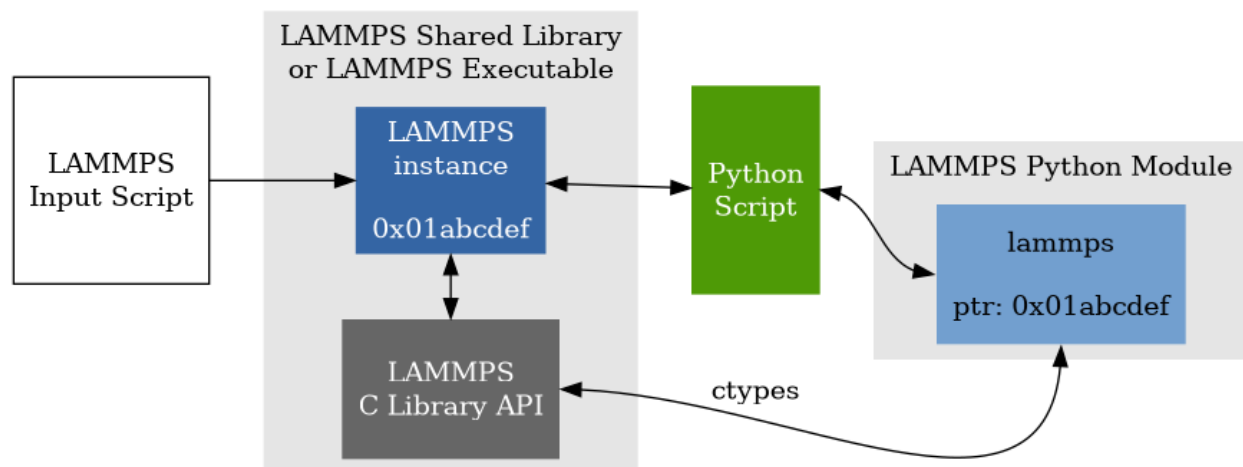 LAMMPS
Input Script
LAMMPS Shared Library
or LAMMPS Executable
LAMMPS
instance
0x01abcdef
LAMMPS
C Library API
Python
Script
LAMMPS Python Module
lammps
ptr: 0x01abcdef
ctypes